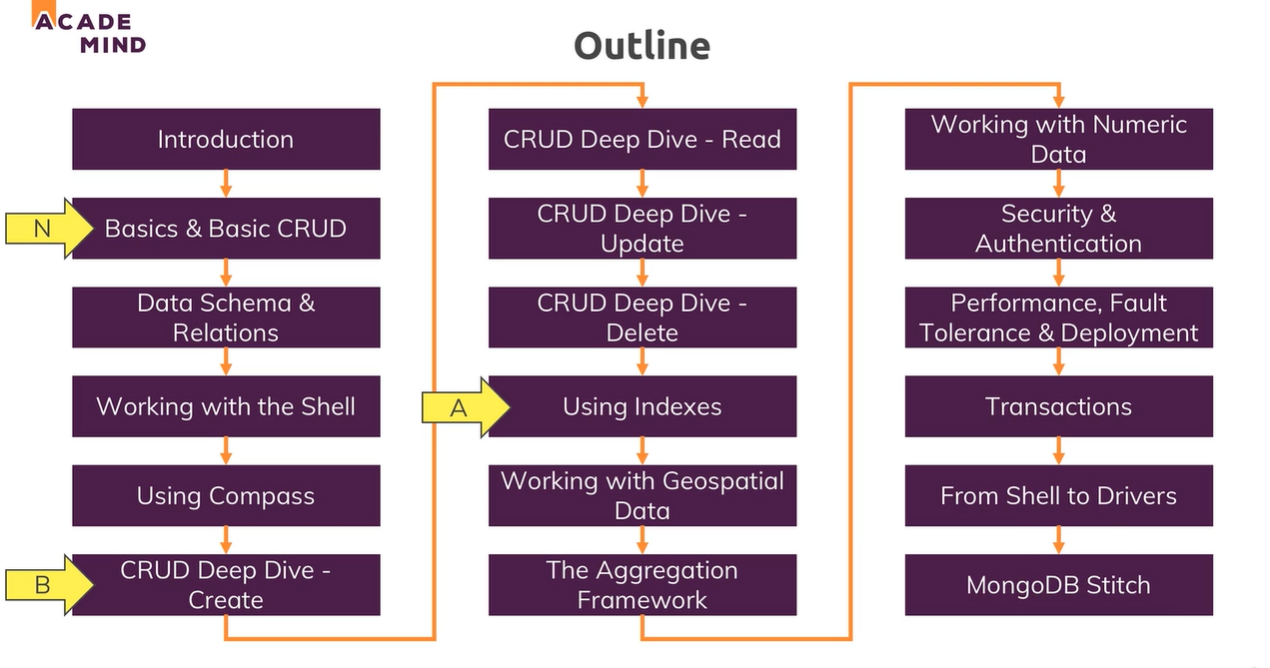 ACADE
MIND
Outline
Introduction
N
Basics & Basic CRUD
Data Schema &
Relations
Working with the Shell
Using Compass
B
CRUD Deep Dive -
Create
CRUD Deep Dive - Read
CRUD Deep Dive -
Update
CRUD Deep Dive -
Delete
A
Using Indexes
Working with Geospatial
Data
The Aggregation
Framework
Working with Numeric
Data
Security &
Authentication
Performance, Fault
Tolerance & Deployment
Transactions
From Shell to Drivers
MongoDB Stitch